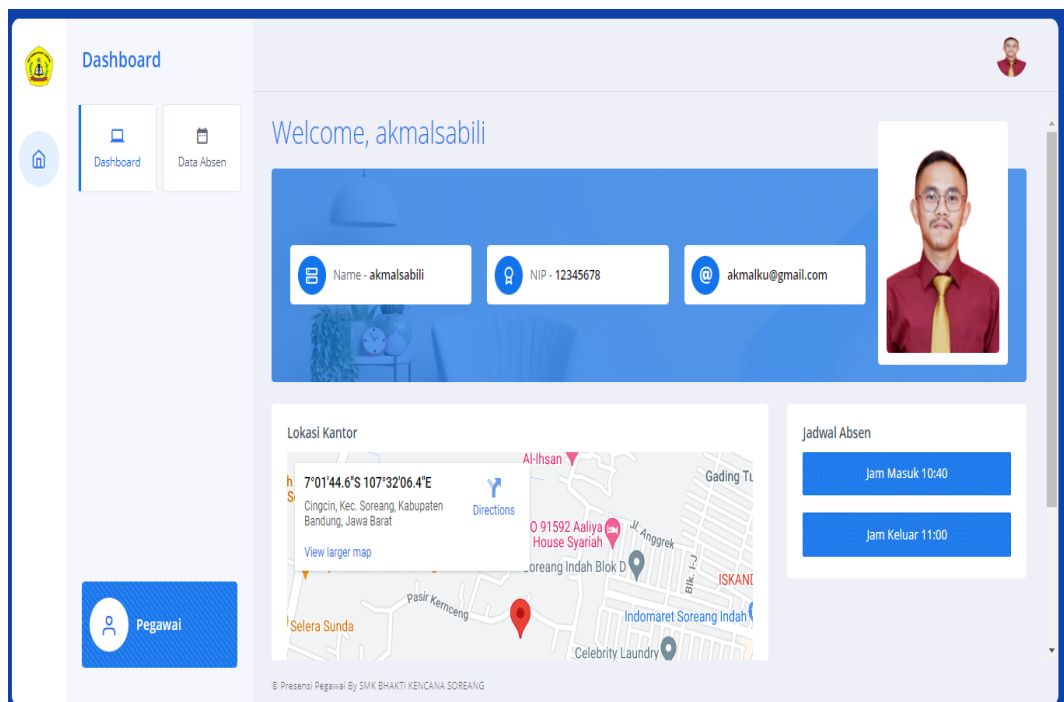 Dashboard
Dashboard
Data Absen
Welcome, akmalsabili
Name - akmalsabili
NIP - 12345678
@ akmalku@gmail.com
Lokasi Kantor
7°01'44.6"S 107°32'06.4"E
Cingcin, Kec. Soreang, Kabupaten
Bandung, Jawa Barat
View larger map
Directions
Al-Ihsan
Gading Tu
O 91592 Aaliya
House Syariah
Jl. Anggrek
oreang Indah Blok D
Blk. I-J
ISKAND
Pasir Kernceng
Indomaret Soreang Indah
Selera Sunda
Celebrity Laundry
Jadwal Absen
Jam Masuk 10:40
Jam Keluar 11:00
Pegawai
© Presensi Pegawai By SMK BHAKTI KENCANA SOREANG